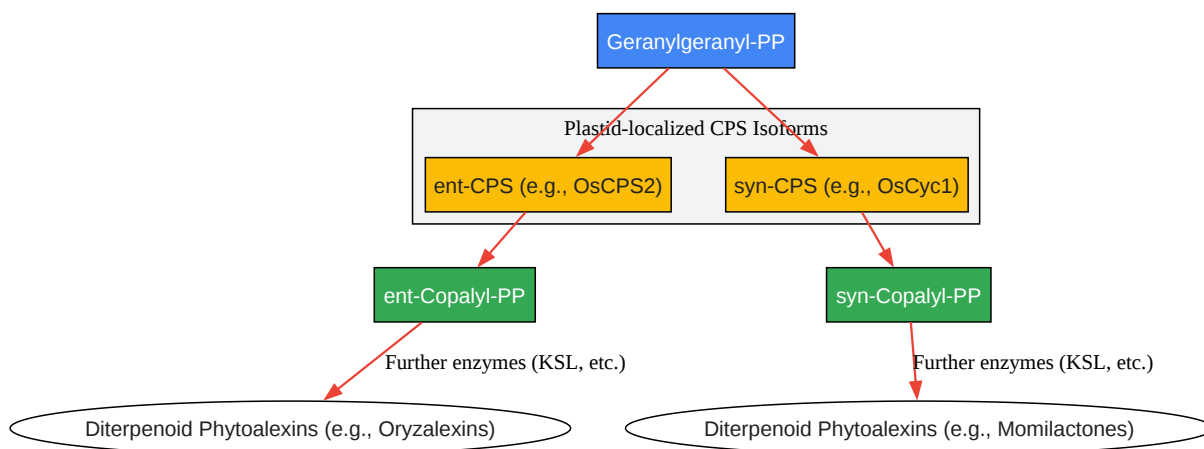 Geranylgeranyl-PP
Plastid-localized CPS Isoforms
ent-CPS (e.g., OsCPS2)
syn-CPS (e.g., OsCyc1)
ent-Copalyl-PP
syn-Copalyl-PP
Further enzymes (KSL, etc.)
Further enzymes (KSL, etc.)
Diterpenoid Phytoalexins (e.g., Oryzalexins)
Diterpenoid Phytoalexins (e.g., Momilactones)